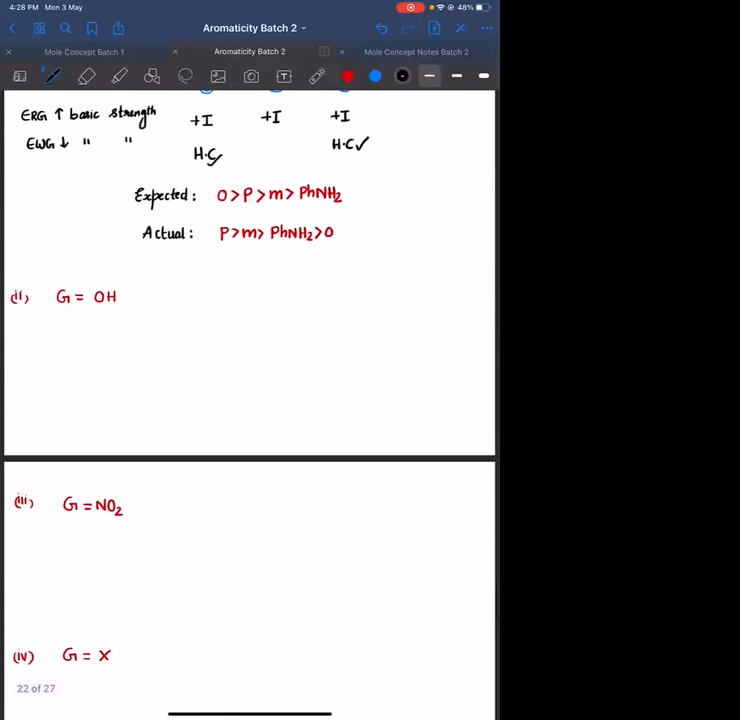 4:28 PM Mon 3 May
48%
Aromaticity Batch 2
Mole Concept Batch 1
Aromaticity Batch 2
Mole Concept Notes Batch 2
ERG ↑ basic strength +I +I +I
EWG ↓ " " H.C✓ H.C✓
Expected: O > P > m > PhNH₂
Actual: P > m > PhNH₂ > O
(ii) G = OH
(iii) G = NO₂
(iv) G = X
22 of 27